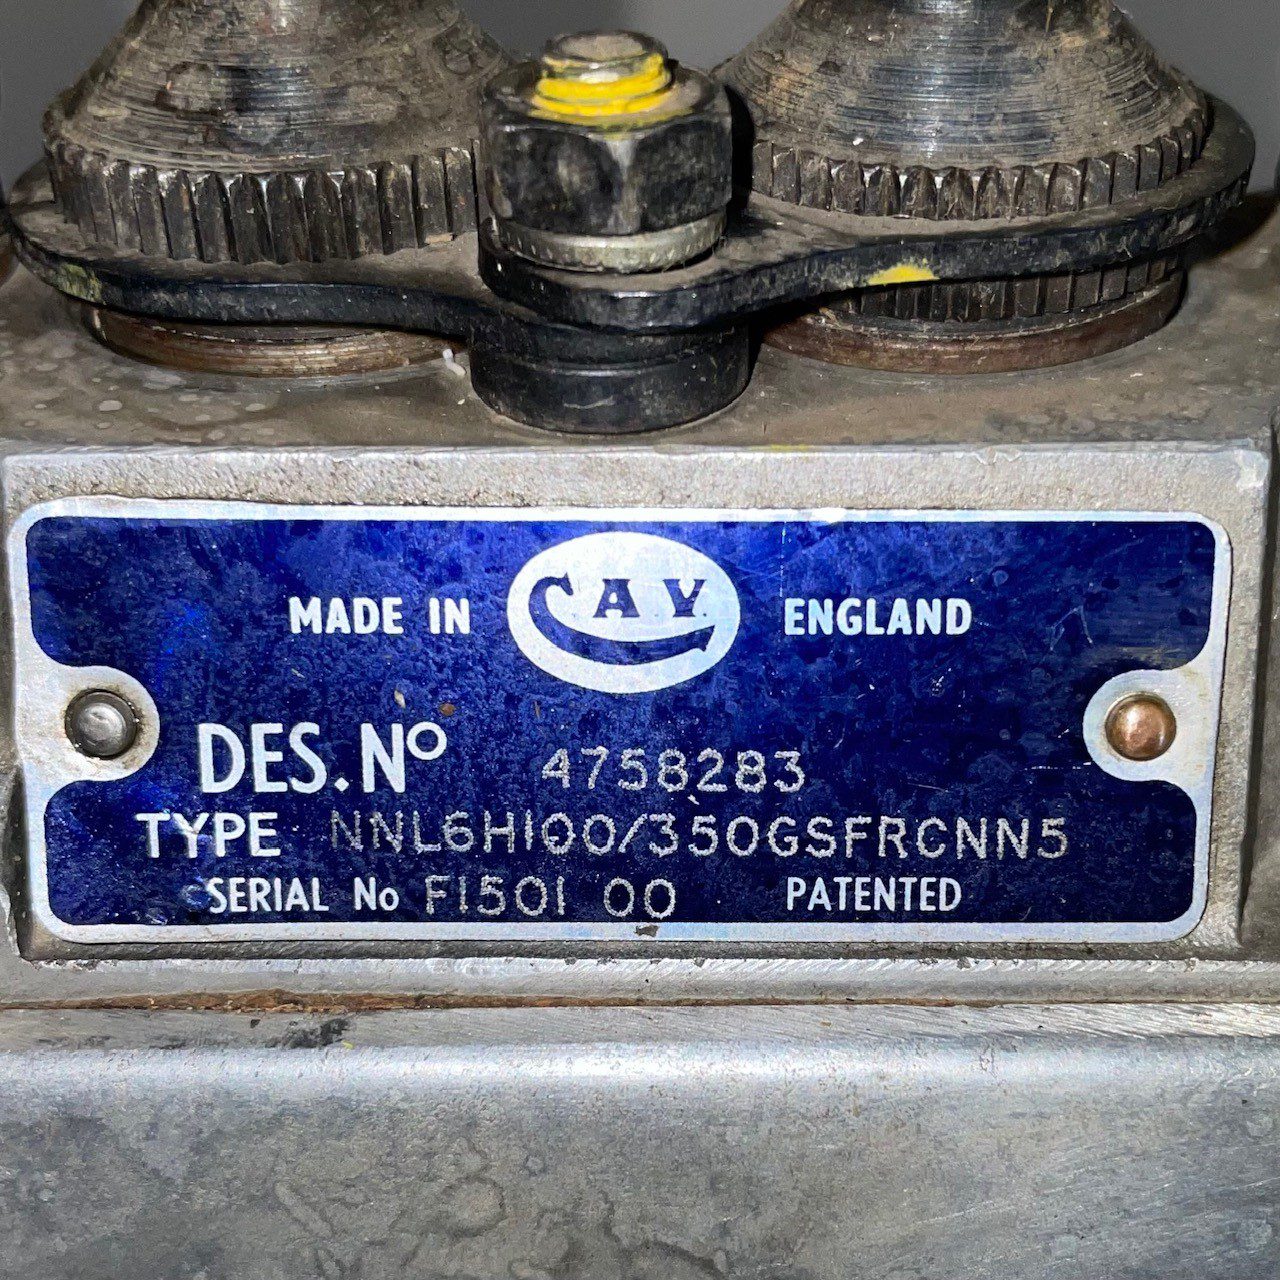 MADE IN C.A.V. ENGLAND
DES. Nº 4758283
TYPE NNL6H100/350GSFRCNN5
SERIAL No F1501 00 PATENTED